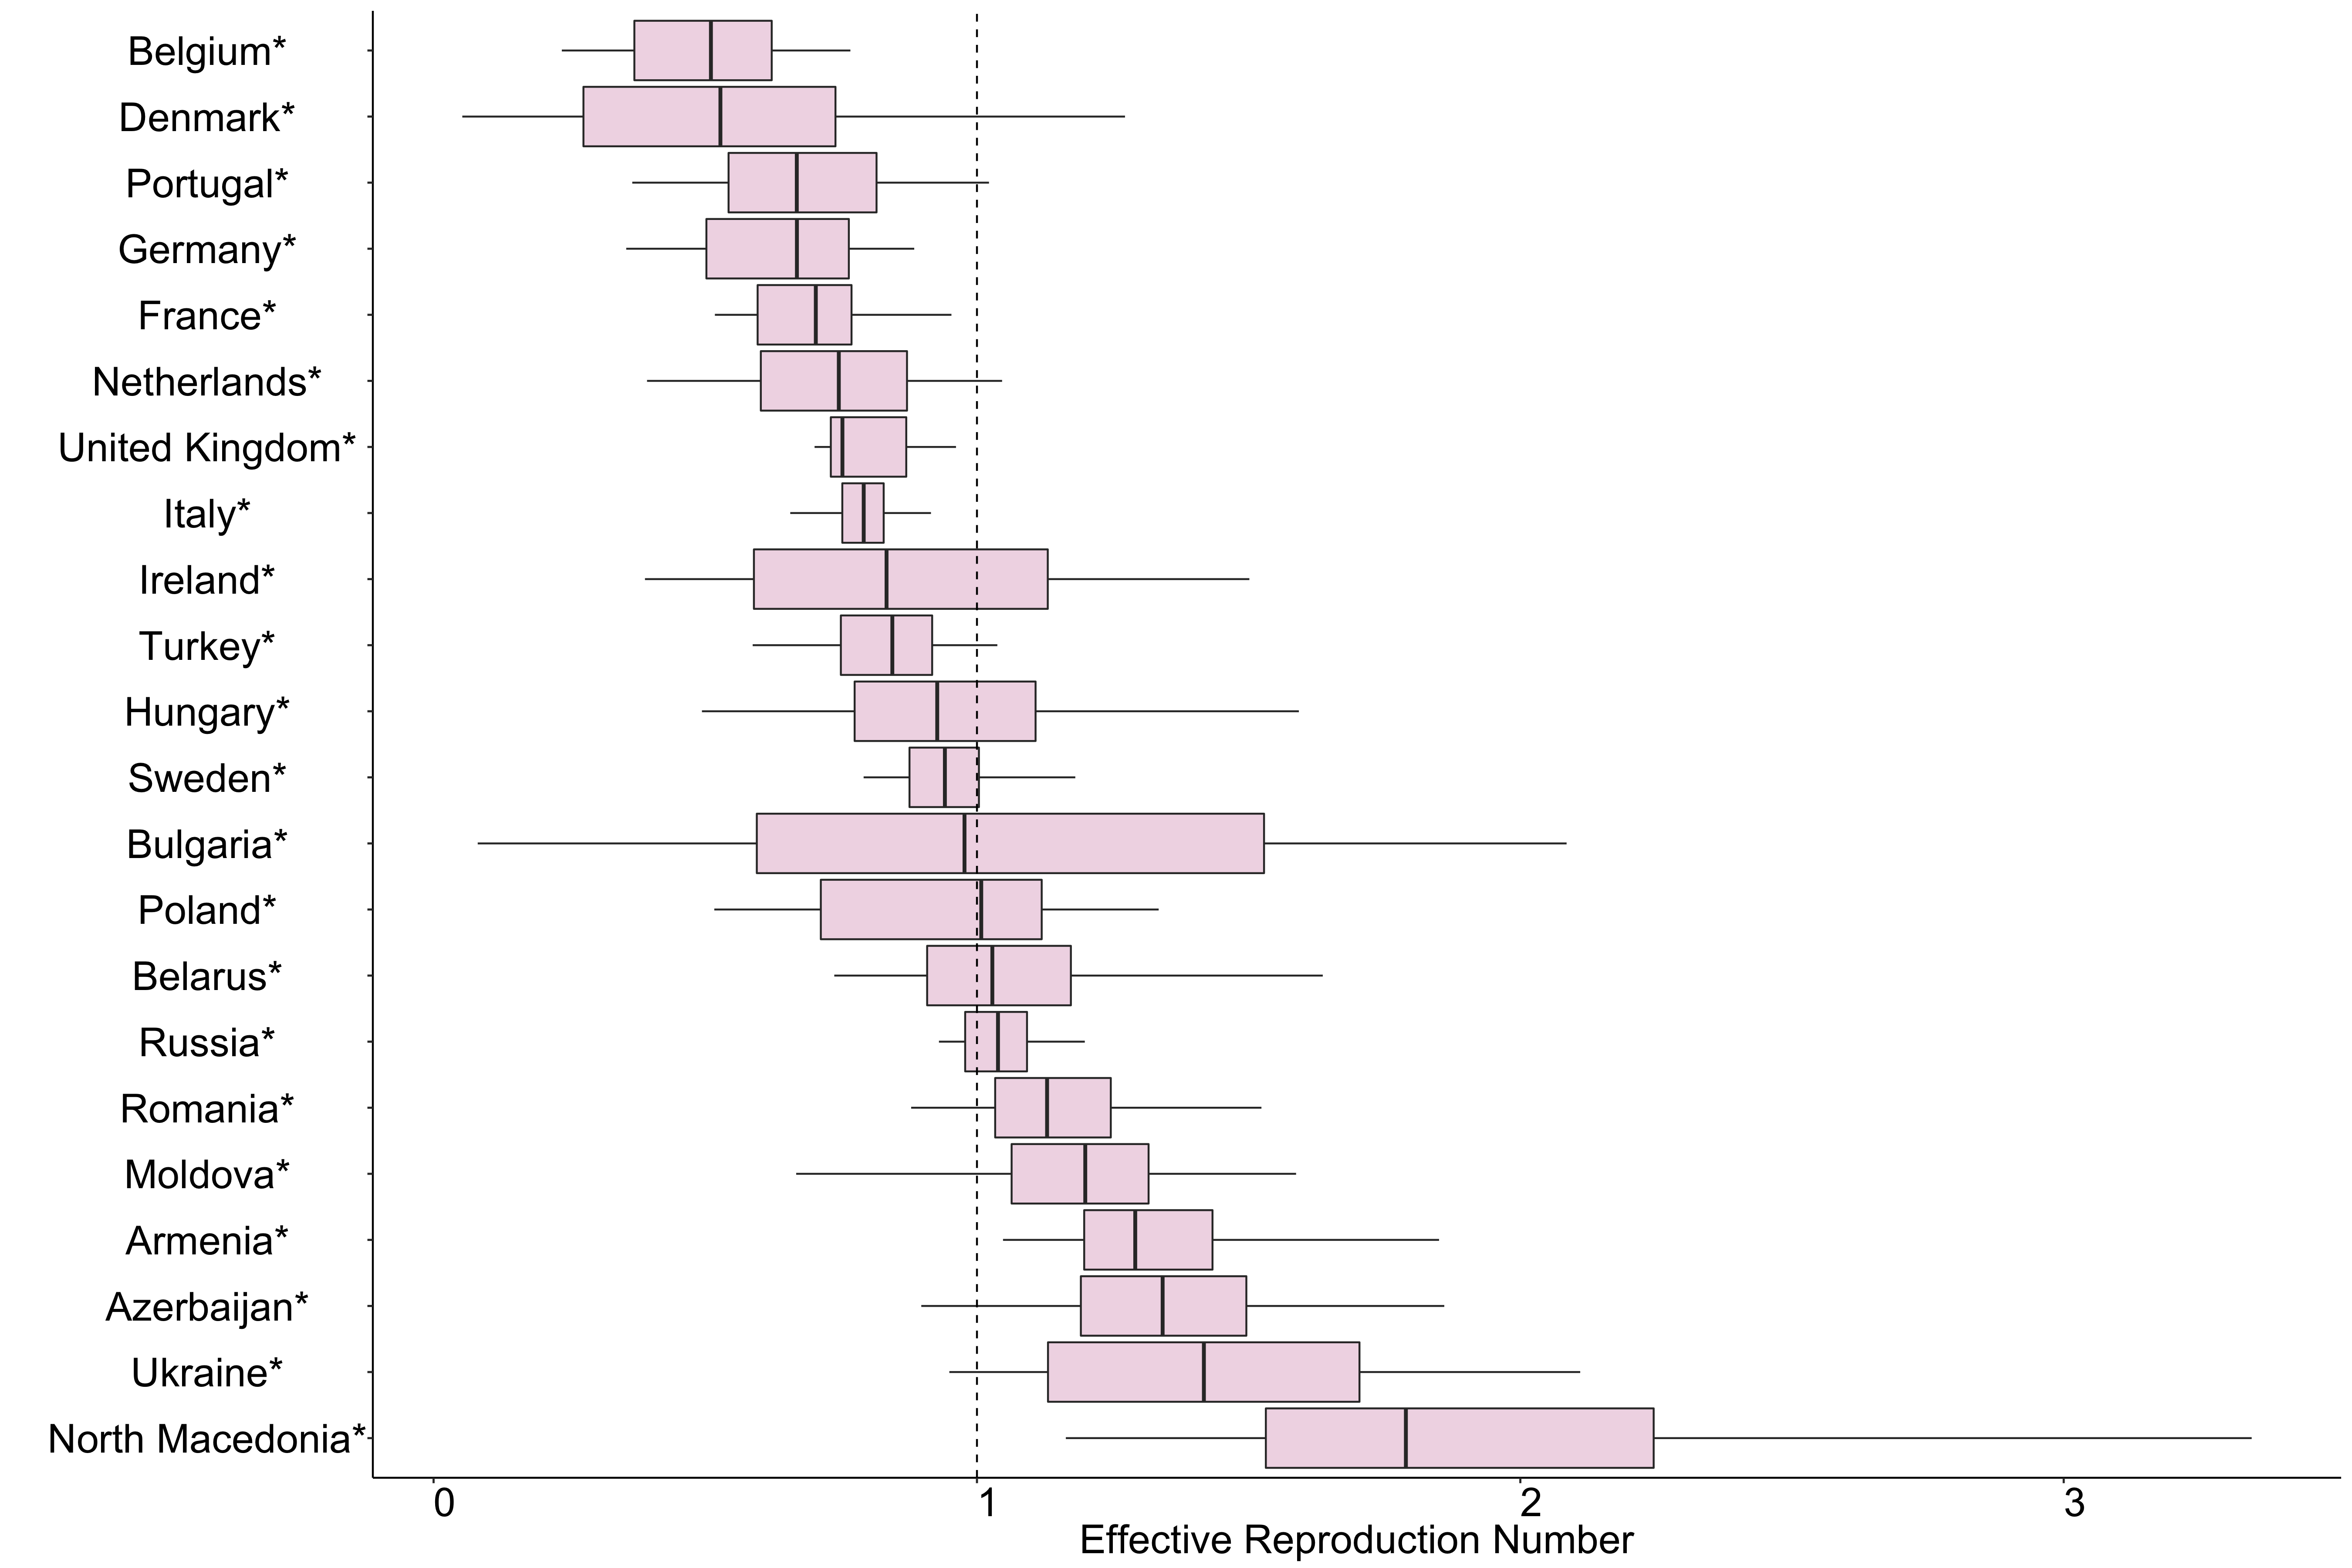 Belgium*
Denmark*
Portugal*
Germany*
France*
Netherlands*
United Kingdom*
Italy*
Ireland*
Turkey*
Hungary*
Sweden*
Bulgaria*
Poland*
Belarus*
Russia*
Romania*
Moldova*
Armenia*
Azerbaijan*
Ukraine*
North Macedonia*
0 1 2 3
Effective Reproduction Number